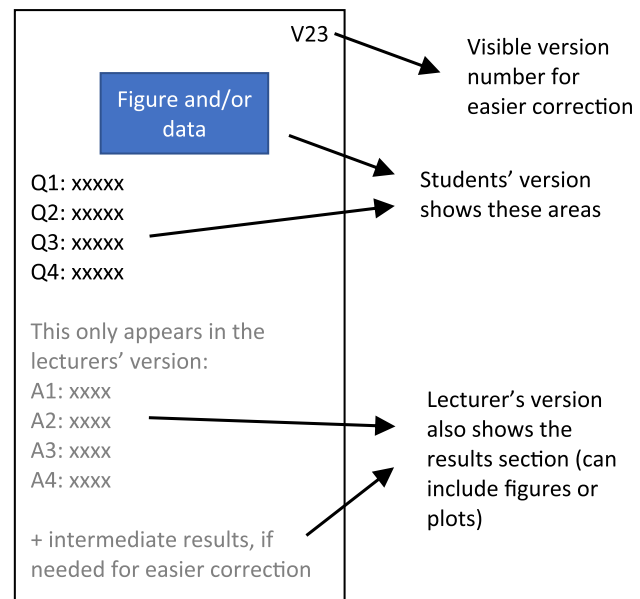 V23
Visible version
number for
easier correction
Figure and/or
data
Students’ version
shows these areas
Q1: xxxxx
Q2: xxxxx
Q3: xxxxx
Q4: xxxxx
This only appears in the
lecturers’ version:
A1: xxxx
A2: xxxx
A3: xxxx
A4: xxxx
Lecturer’s version
also shows the
results section (can
include figures or
plots)
+ intermediate results, if
needed for easier correction